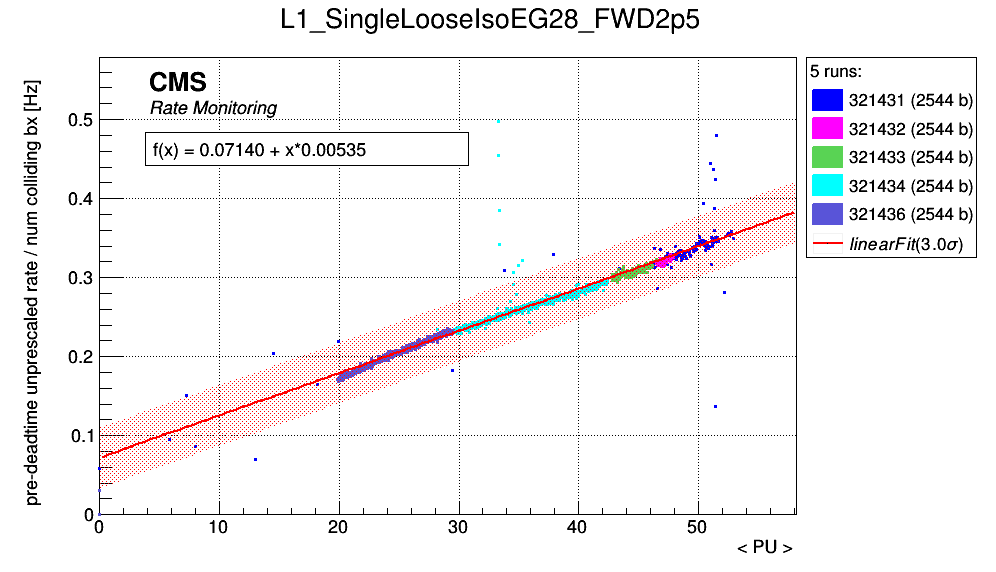 L1_SingleLooseIsoEG28_FWD2p5
pre-deadtime unprescaled rate / num colliding bx [Hz]
CMS
Rate Monitoring
f(x) = 0.07140 + x*0.00535
0.5
0.4
0.3
0.2
0.1
0
0 10 20 30 40 50
< PU >
5 runs:
321431 (2544 b)
321432 (2544 b)
321433 (2544 b)
321434 (2544 b)
321436 (2544 b)
linearFit(3.0σ)